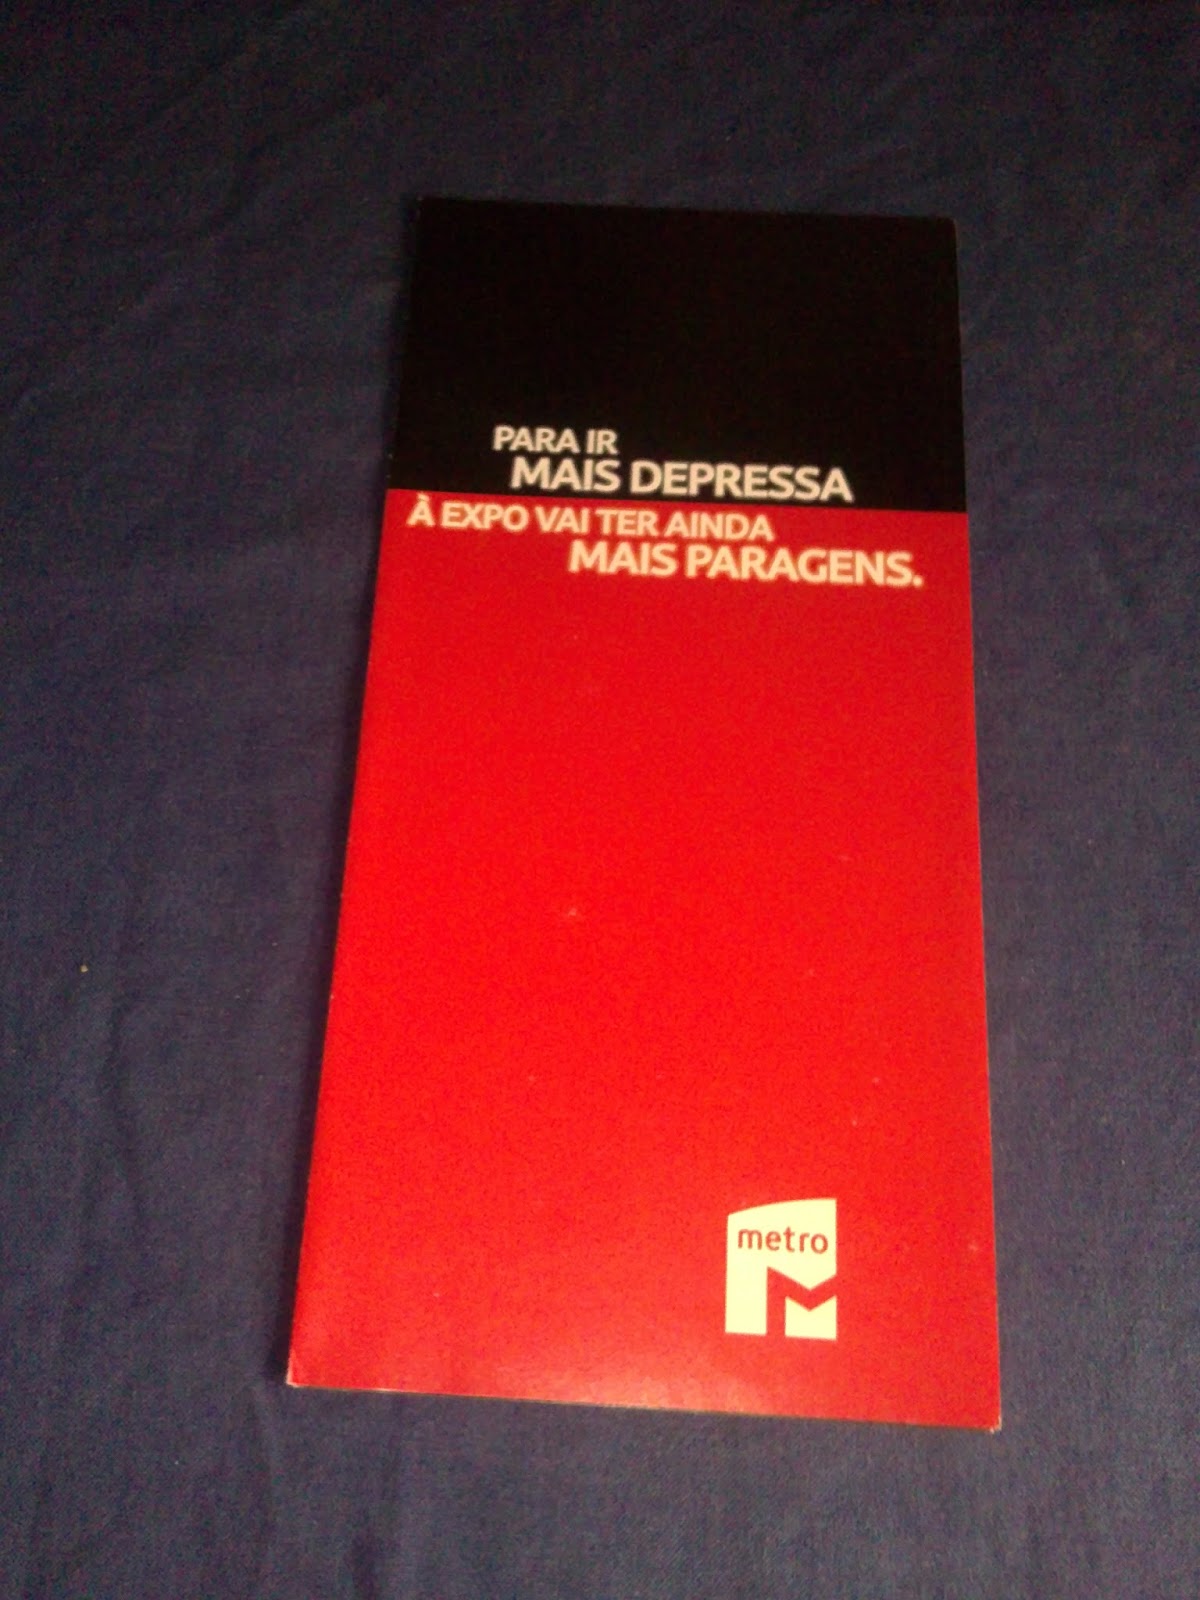 PARA IR
MAIS DEPRESSA
À EXPO VAI TER AINDA
MAIS PARAGENS.
metro